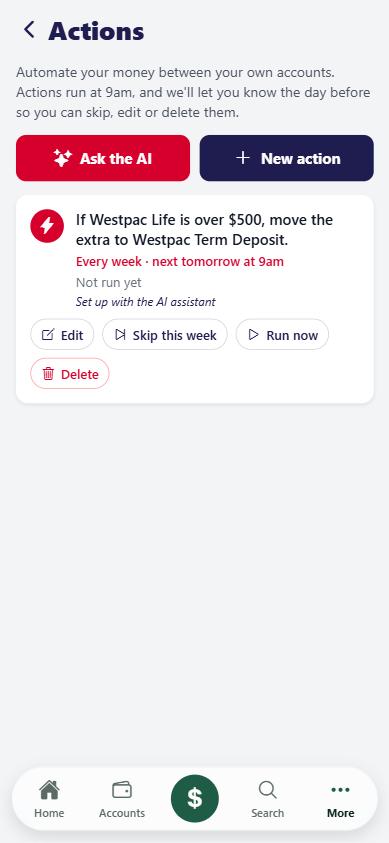 Actions
Automate your money between your own accounts.
Actions run at 9am, and we'll let you know the day before
so you can skip, edit or delete them.
Ask the AI
New action
If Westpac Life is over $500, move the
extra to Westpac Term Deposit.
Every week · next tomorrow at 9am
Not run yet
Set up with the AI assistant
Edit
Skip this week
Run now
Delete
$
Home
Accounts
Search
More